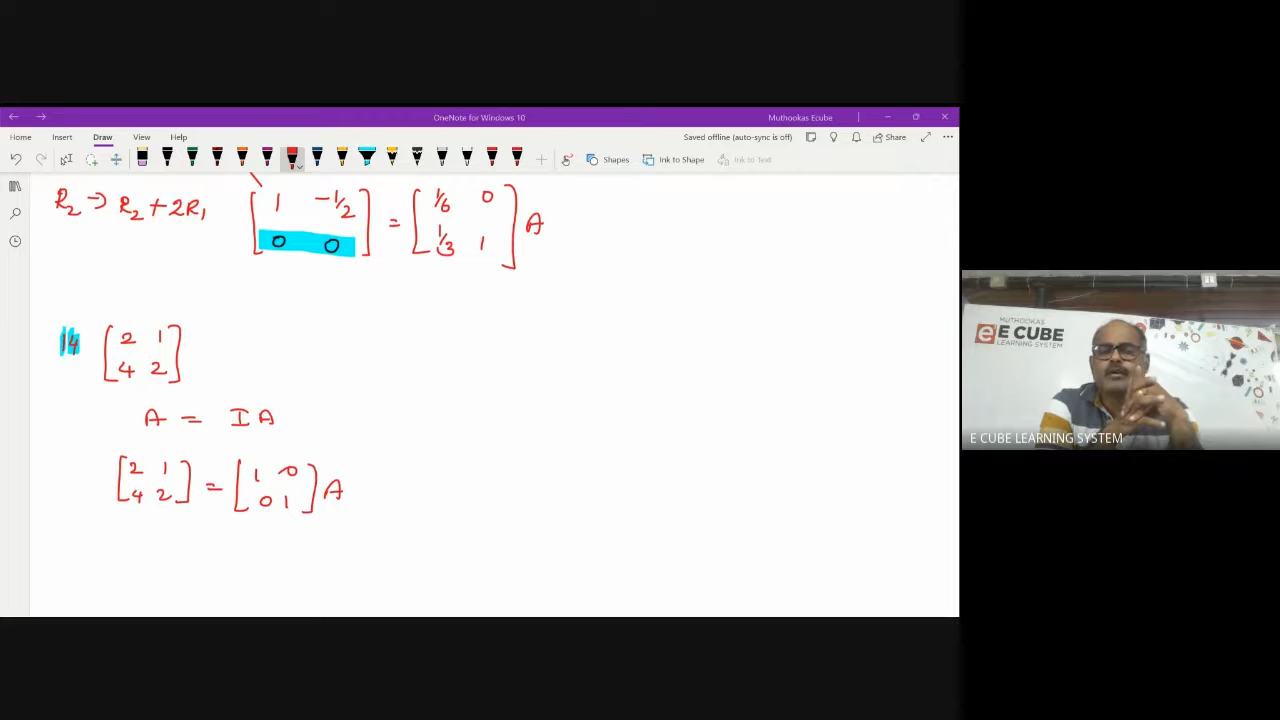 OneNote for Windows 10
Muthookas Ecube
Home Insert Draw View Help
Saved offline (auto-sync is off)
Share
Shapes
Ink to Shape
Ink to Text
R₂ → R₂ + 2R₁ [1 -1/2; 0 0] = [1/6 0; 1/3 1] A
14 [2 1; 4 2]
A = I A
[2 1; 4 2] = [1 0; 0 1] A
MUTHOOKAS
E CUBE
LEARNING SYSTEM
E CUBE LEARNING SYSTEM